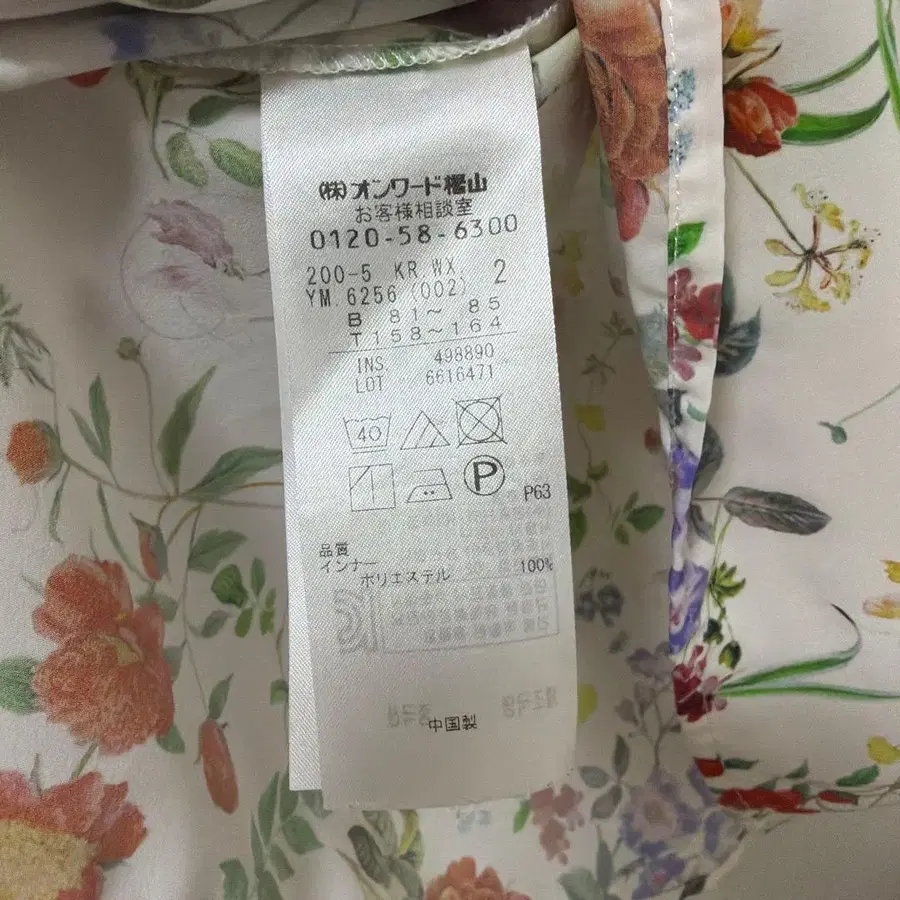 (株)オンワード樫山
お客様相談室
0120-58-6300
200-5 KR.WX. 2
YM.6256(002)
B 81~ 85
T158~164
INS. 498890
LOT 6616471
40
P
P63
品質
インナー
ポリエステル 100%
中国製